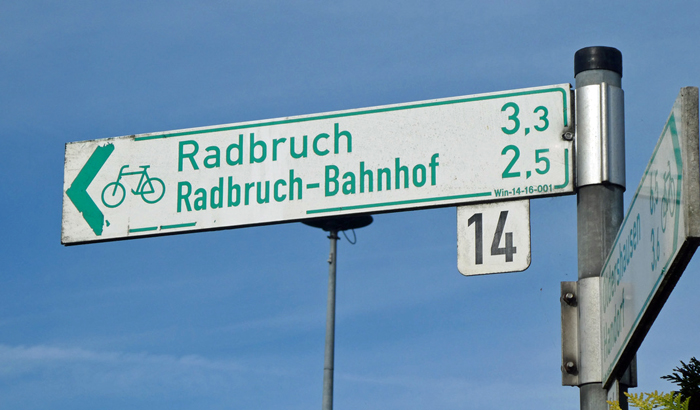 Radbruch 3,3
Radbruch-Bahnhof 2,5
Win-14-16-001
14